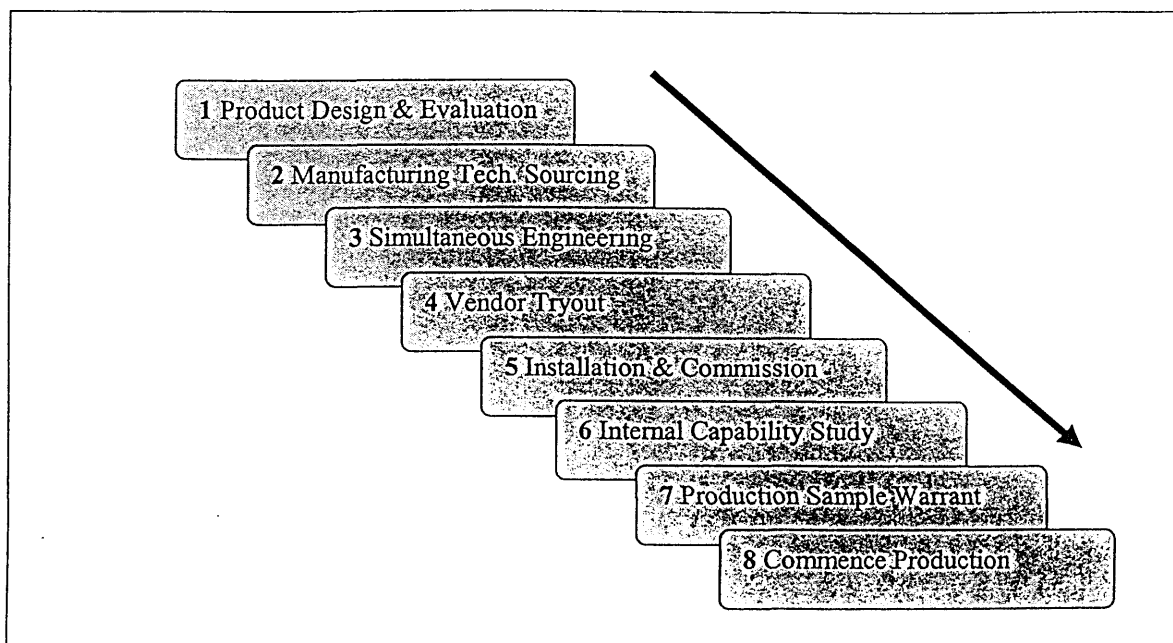 1 Product Design & Evaluation
2 Manufacturing Tech. Sourcing
3 Simultaneous Engineering
4 Vendor Tryout
5 Installation & Commission
6 Internal Capability Study
7 Production Sample Warrant
8 Commence Production